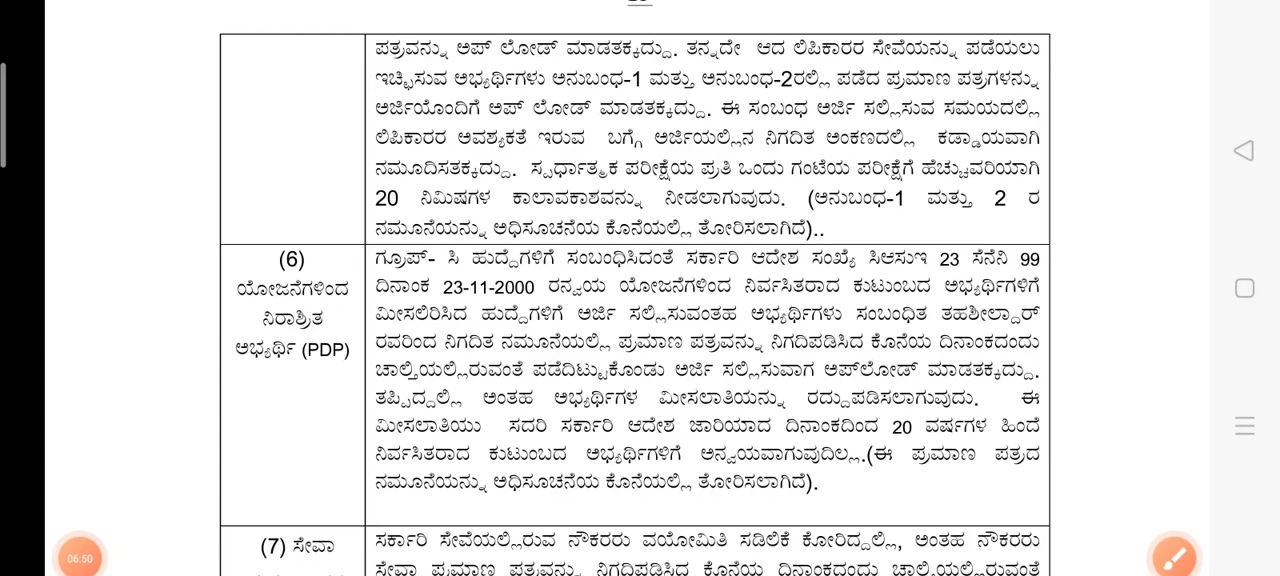 ಪತ್ರವನ್ನು ಅಪ್ ಲೋಡ್ ಮಾಡತಕ್ಕದ್ದು. ತನ್ನದೇ ಆದ ಲಿಪಿಕಾರರ ಸೇವೆಯನ್ನು ಪಡೆಯಲು
ಇಚ್ಛಿಸುವ ಅಭ್ಯರ್ಥಿಗಳು ಅನುಬಂಧ-1 ಮತ್ತು ಅನುಬಂಧ-2ರಲ್ಲಿ ಪಡೆದ ಪ್ರಮಾಣ ಪತ್ರಗಳನ್ನು
ಅರ್ಜಿಯೊಂದಿಗೆ ಅಪ್ ಲೋಡ್ ಮಾಡತಕ್ಕದ್ದು. ಈ ಸಂಬಂಧ ಅರ್ಜಿ ಸಲ್ಲಿಸುವ ಸಮಯದಲ್ಲಿ
ಲಿಪಿಕಾರರ ಅವಶ್ಯಕತೆ ಇರುವ ಬಗ್ಗೆ ಅರ್ಜಿಯಲ್ಲಿನ ನಿಗದಿತ ಅಂಕಣದಲ್ಲಿ ಕಡ್ಡಾಯವಾಗಿ
ನಮೂದಿಸತಕ್ಕದ್ದು. ಸ್ಪರ್ಧಾತ್ಮಕ ಪರೀಕ್ಷೆಯ ಪ್ರತಿ ಒಂದು ಗಂಟೆಯ ಪರೀಕ್ಷೆಗೆ ಹೆಚ್ಚುವರಿಯಾಗಿ
20 ನಿಮಿಷಗಳ ಕಾಲಾವಕಾಶವನ್ನು ನೀಡಲಾಗುವುದು. (ಅನುಬಂಧ-1 ಮತ್ತು 2 ರ
ನಮೂನೆಯನ್ನು ಅಧಿಸೂಚನೆಯ ಕೊನೆಯಲ್ಲಿ ತೋರಿಸಲಾಗಿದೆ)..
(6)
ಯೋಜನೆಗಳಿಂದ
ನಿರಾಶ್ರಿತ
ಅಭ್ಯರ್ಥಿ (PDP)
ಗ್ರೂಪ್- ಸಿ ಹುದ್ದೆಗಳಿಗೆ ಸಂಬಂಧಿಸಿದಂತೆ ಸರ್ಕಾರಿ ಆದೇಶ ಸಂಖ್ಯೆ ಸಿಆಸುಇ 23 ಸೆನೆನಿ 99
ದಿನಾಂಕ 23-11-2000 ರನ್ವಯ ಯೋಜನೆಗಳಿಂದ ನಿರ್ವಸಿತರಾದ ಕುಟುಂಬದ ಅಭ್ಯರ್ಥಿಗಳಿಗೆ
ಮೀಸಲಿರಿಸಿದ ಹುದ್ದೆಗಳಿಗೆ ಅರ್ಜಿ ಸಲ್ಲಿಸುವಂತಹ ಅಭ್ಯರ್ಥಿಗಳು ಸಂಬಂಧಿತ ತಹಶೀಲ್ದಾರ್
ರವರಿಂದ ನಿಗದಿತ ನಮೂನೆಯಲ್ಲಿ ಪ್ರಮಾಣ ಪತ್ರವನ್ನು ನಿಗದಿಪಡಿಸಿದ ಕೊನೆಯ ದಿನಾಂಕದಂದು
ಚಾಲ್ತಿಯಲ್ಲಿರುವಂತೆ ಪಡೆದಿಟ್ಟುಕೊಂಡು ಅರ್ಜಿ ಸಲ್ಲಿಸುವಾಗ ಅಪ್‌ಲೋಡ್ ಮಾಡತಕ್ಕದ್ದು.
ತಪ್ಪಿದ್ದಲ್ಲಿ ಅಂತಹ ಅಭ್ಯರ್ಥಿಗಳ ಮೀಸಲಾತಿಯನ್ನು ರದ್ದುಪಡಿಸಲಾಗುವುದು. ಈ
ಮೀಸಲಾತಿಯು ಸದರಿ ಸರ್ಕಾರಿ ಆದೇಶ ಜಾರಿಯಾದ ದಿನಾಂಕದಿಂದ 20 ವರ್ಷಗಳ ಹಿಂದೆ
ನಿರ್ವಸಿತರಾದ ಕುಟುಂಬದ ಅಭ್ಯರ್ಥಿಗಳಿಗೆ ಅನ್ವಯವಾಗುವುದಿಲ್ಲ.(ಈ ಪ್ರಮಾಣ ಪತ್ರದ
ನಮೂನೆಯನ್ನು ಅಧಿಸೂಚನೆಯ ಕೊನೆಯಲ್ಲಿ ತೋರಿಸಲಾಗಿದೆ).
(7) ಸೇವಾ
ಸರ್ಕಾರಿ ಸೇವೆಯಲ್ಲಿರುವ ನೌಕರರು ವಯೋಮಿತಿ ಸಡಿಲಿಕೆ ಕೋರಿದ್ದಲ್ಲಿ, ಅಂತಹ ನೌಕರರು
ಸೇವಾ ಪ್ರಮಾಣ ಪತ್ರವನ್ನು ನಿಗದಿಪಡಿಸಿದ ಕೊನೆಯ ದಿನಾಂಕದಂದು ಚಾಲ್ತಿಯಲ್ಲಿರುವಂತೆ
06:50